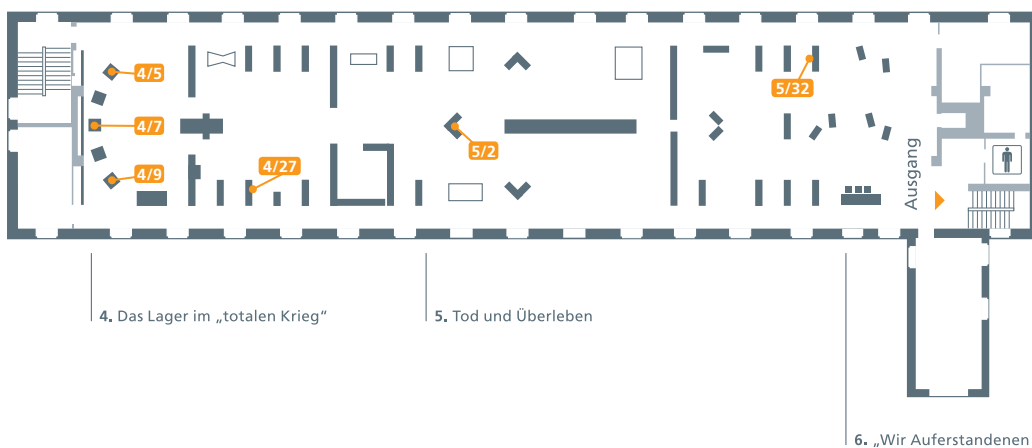 4/5
5/32
4/7
5/2
4/27
4/9
Ausgang
4. Das Lager im „totalen Krieg“
5. Tod und Überleben
6. „Wir Auferstandenen